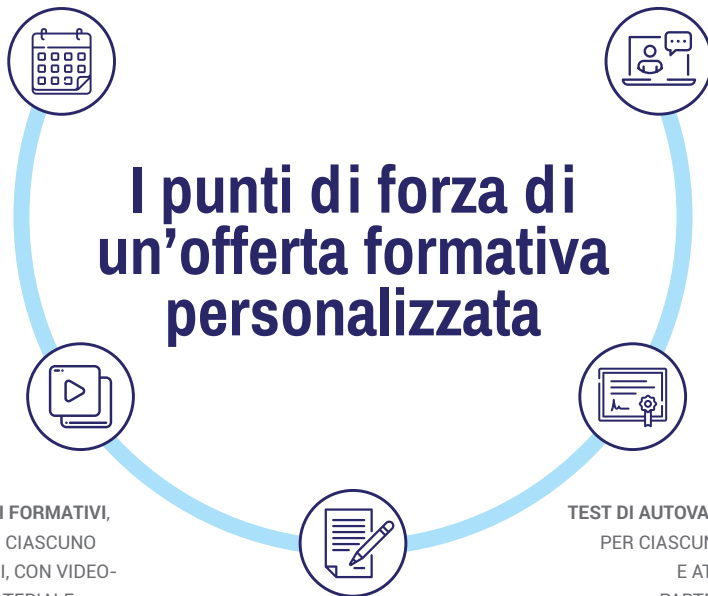 I punti di forza di
un’offerta formativa
personalizzata
I FORMATIVI,
CIASCUNO
I, CON VIDEO-
TEST DI AUTOVA
PER CIASCUN
E AT